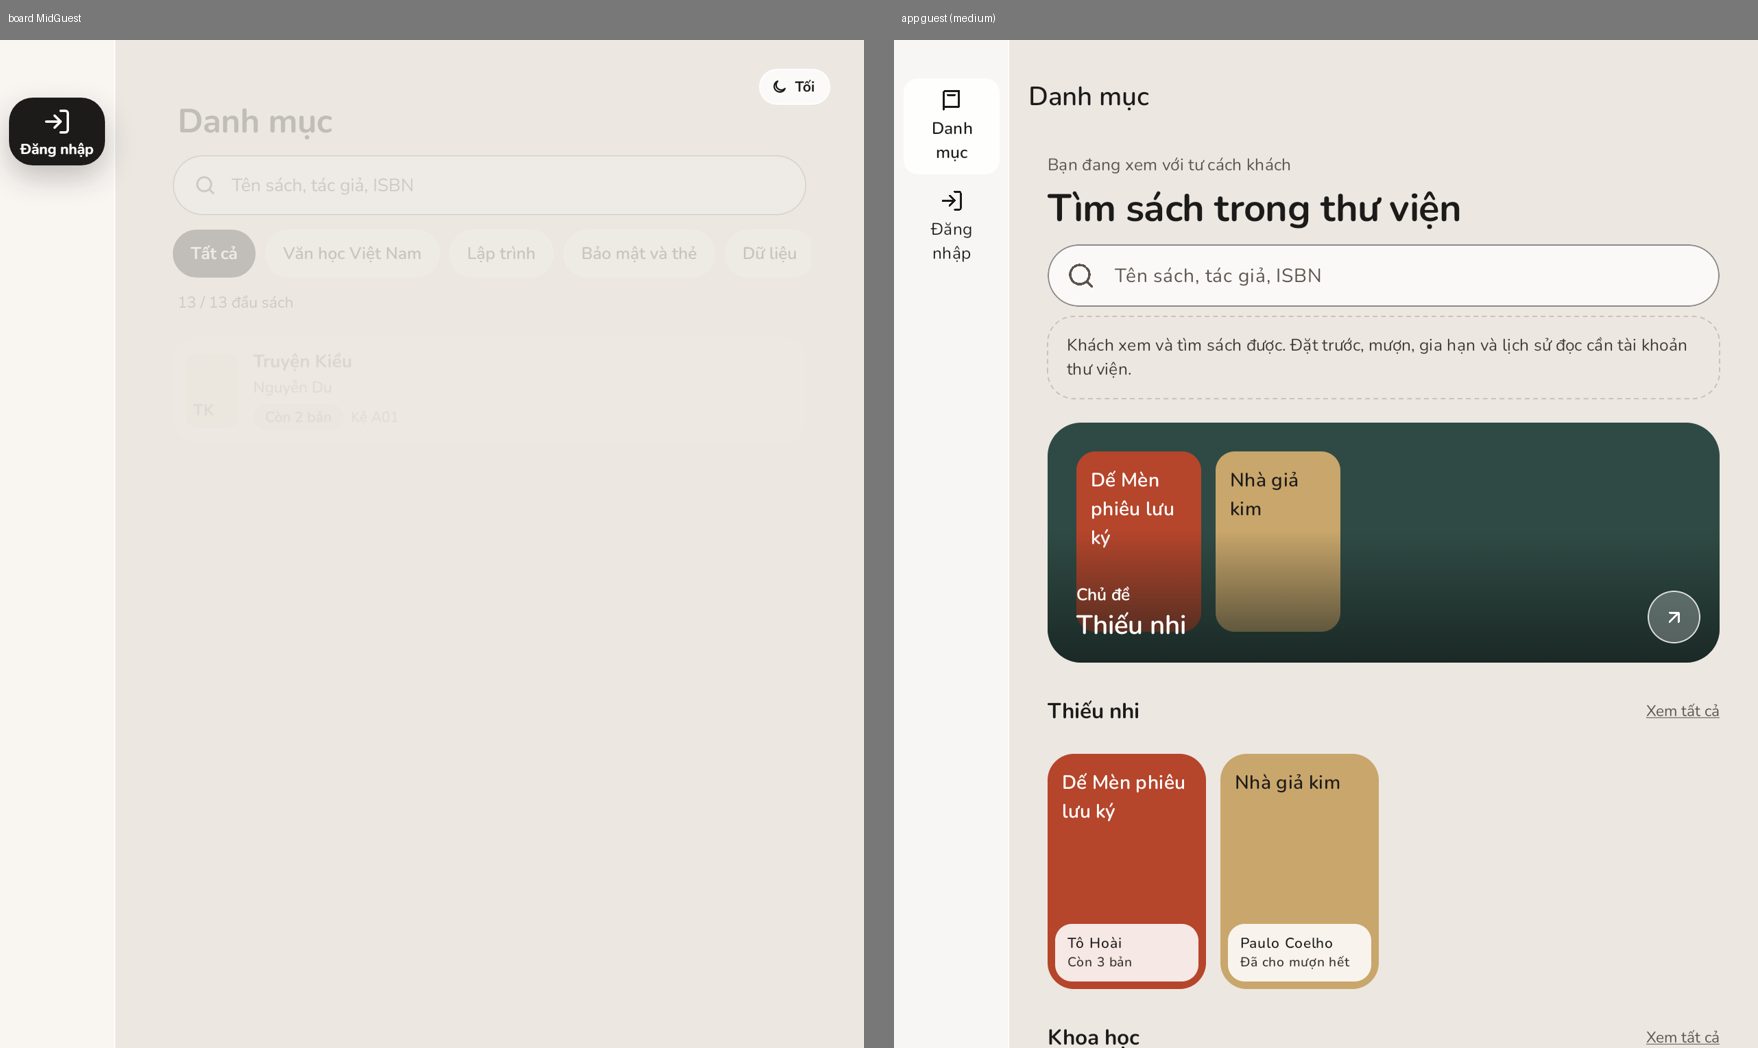 board MidGuest
Đăng nhập
Tối
Danh mục
Tên sách, tác giả, ISBN
Tất cả
Văn học Việt Nam
Lập trình
Bảo mật và thẻ
Dữ liệu
13 / 13 đầu sách
TK
Truyện Kiều
Nguyễn Du
Còn 2 bản
Kệ A01
app guest (medium)
Danh
mục
Đăng
nhập
Danh mục
Bạn đang xem với tư cách khách
Tìm sách trong thư viện
Tên sách, tác giả, ISBN
Khách xem và tìm sách được. Đặt trước, mượn, gia hạn và lịch sử đọc cần tài khoản
thư viện.
Dế Mèn
phiêu lưu
ký
Nhà giả
kim
Chủ đề
Thiếu nhi
Thiếu nhi
Xem tất cả
Dế Mèn phiêu
lưu ký
Tô Hoài
Còn 3 bản
Nhà giả kim
Paulo Coelho
Đã cho mượn hết
Khoa học
Xem tất cả